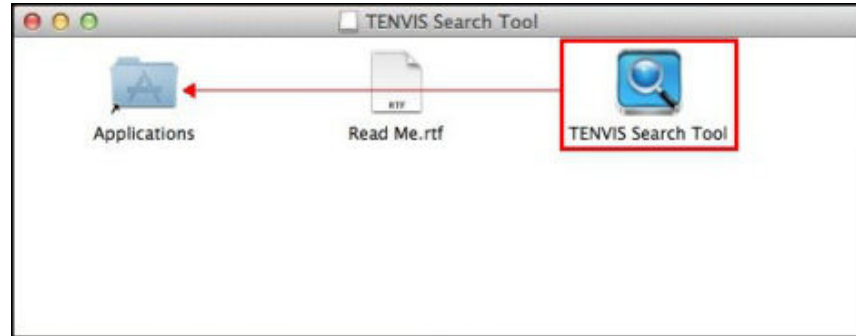 TENVIS Search Tool
RTF
Applications
Read Me.rtf
TENVIS Search Tool